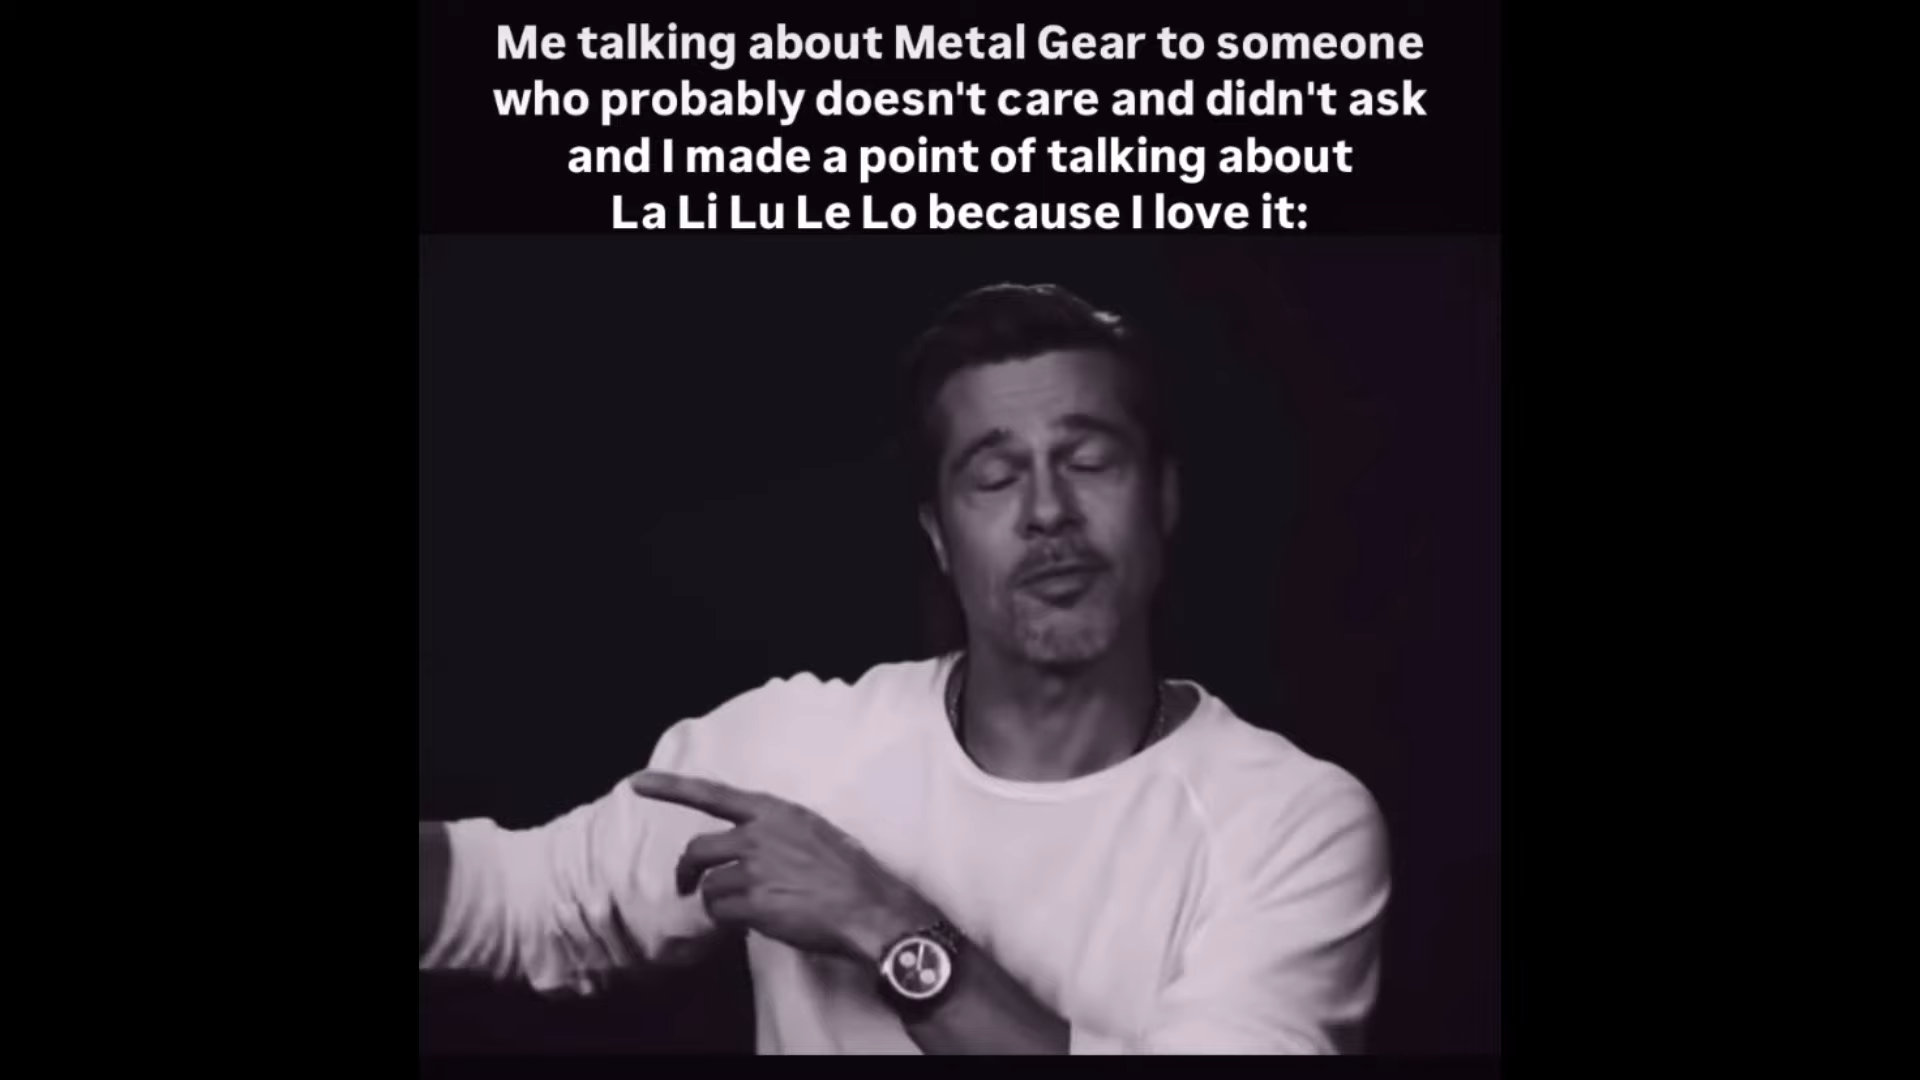 Me talking about Metal Gear to someone
who probably doesn't care and didn't ask
and I made a point of talking about
La Li Lu Le Lo because I love it: